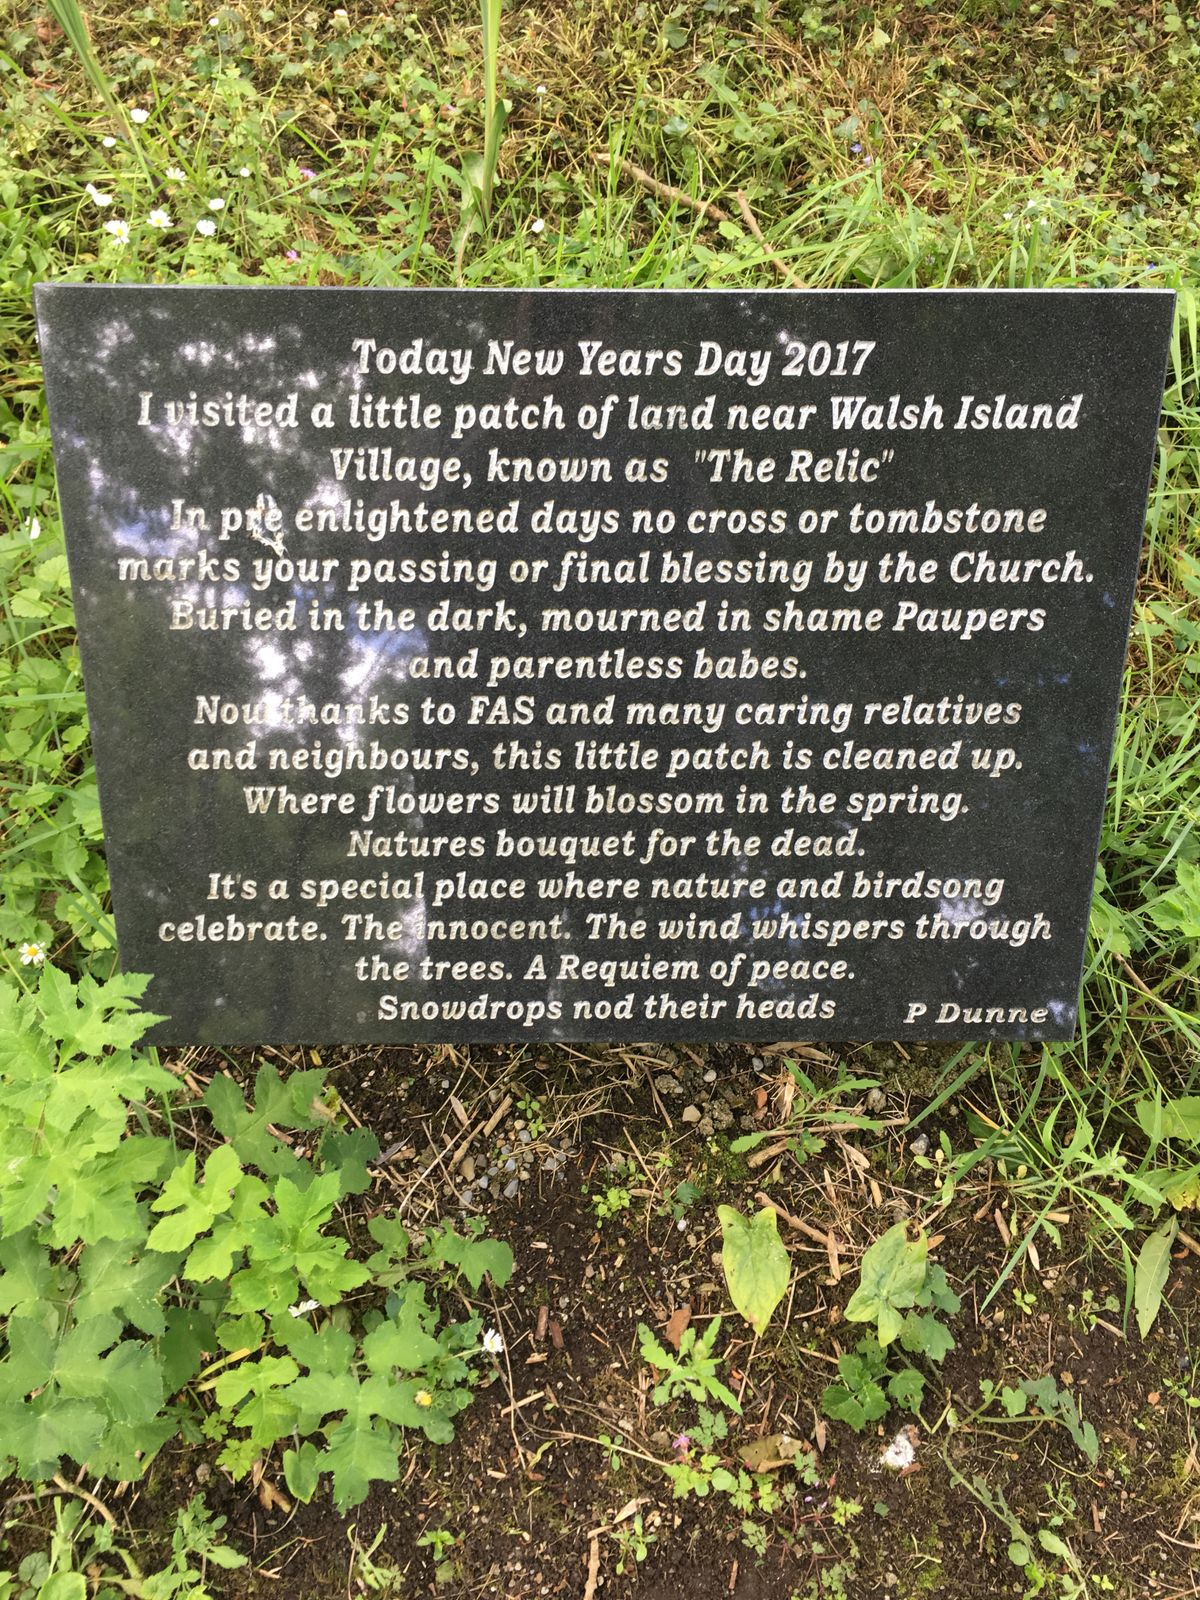 Today New Years Day 2017
I visited a little patch of land near Walsh Island
Village, known as "The Relic"
In pre enlightened days no cross or tombstone
marks your passing or final blessing by the Church.
Buried in the dark, mourned in shame Paupers
and parentless babes.
Now thanks to FAS and many caring relatives
and neighbours, this little patch is cleaned up.
Where flowers will blossom in the spring.
Natures bouquet for the dead.
It's a special place where nature and birdsong
celebrate. The innocent. The wind whispers through
the trees. A Requiem of peace.
Snowdrops nod their heads P Dunne